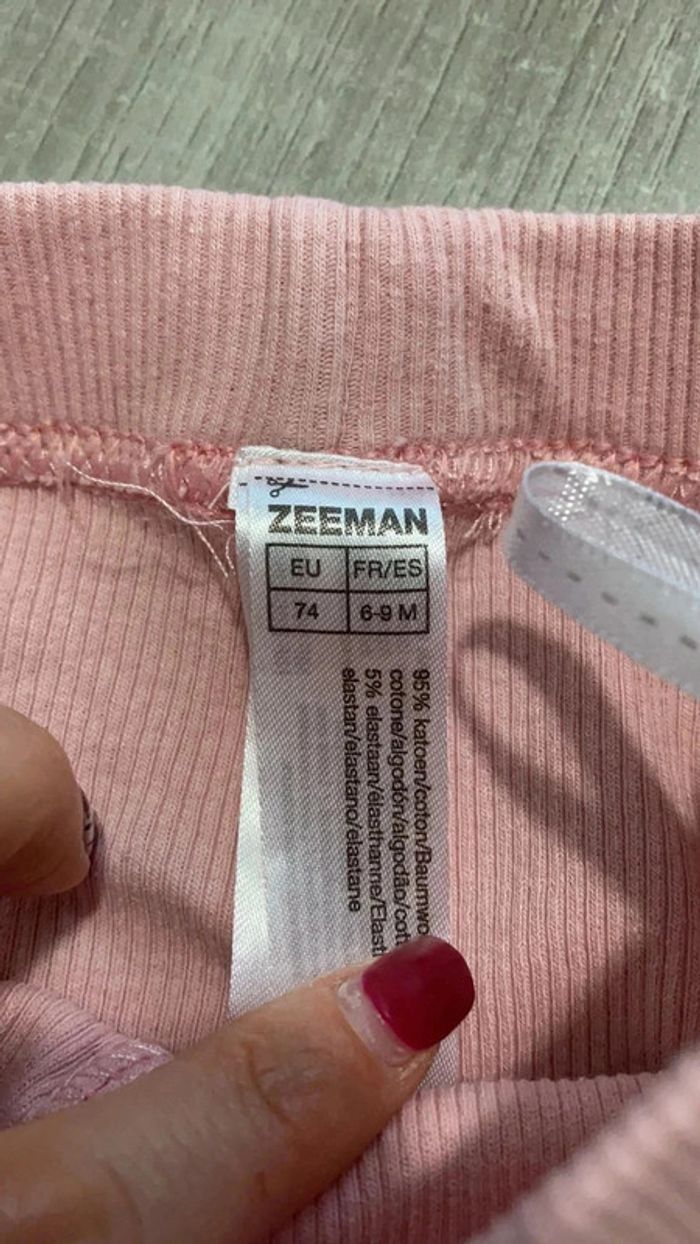 ZEEMAN
EU FR/ES
74 6-9 M
95% katoen/coton/Baumwo
cotone/algodón/algodão/cot
5% elastaan/élasthanne/Elast
elastan/elastano/elastane